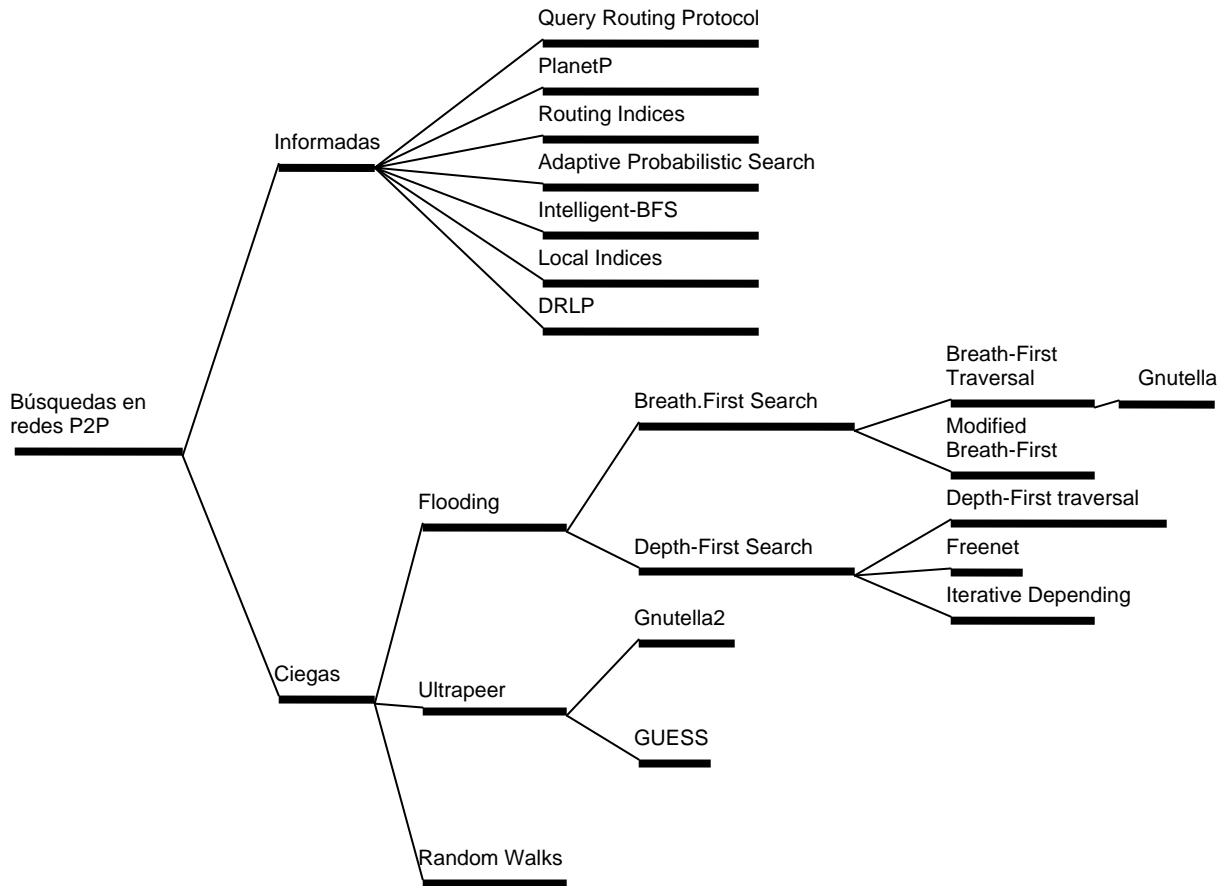 Query Routing Protocol
PlanetP
Routing Indices
Informadas
Adaptive Probabilistic Search
Intelligent-BFS
Local Indices
DRLP
Breath-First
Traversal
Gnutella
Búsquedas en
redes P2P
Breath.First Search
Modified
Breath-First
Flooding
Depth-First traversal
Depth-First Search
Freenet
Iterative Depending
Gnutella2
Ciegas
Ultrapeer
GUESS
Random Walks